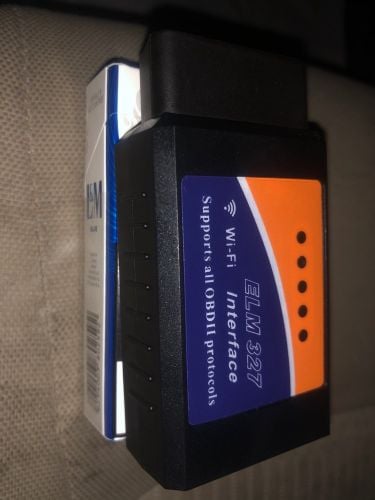 ELM 327
Interface
Wi-Fi
Supports all OBDII protocols
L&M